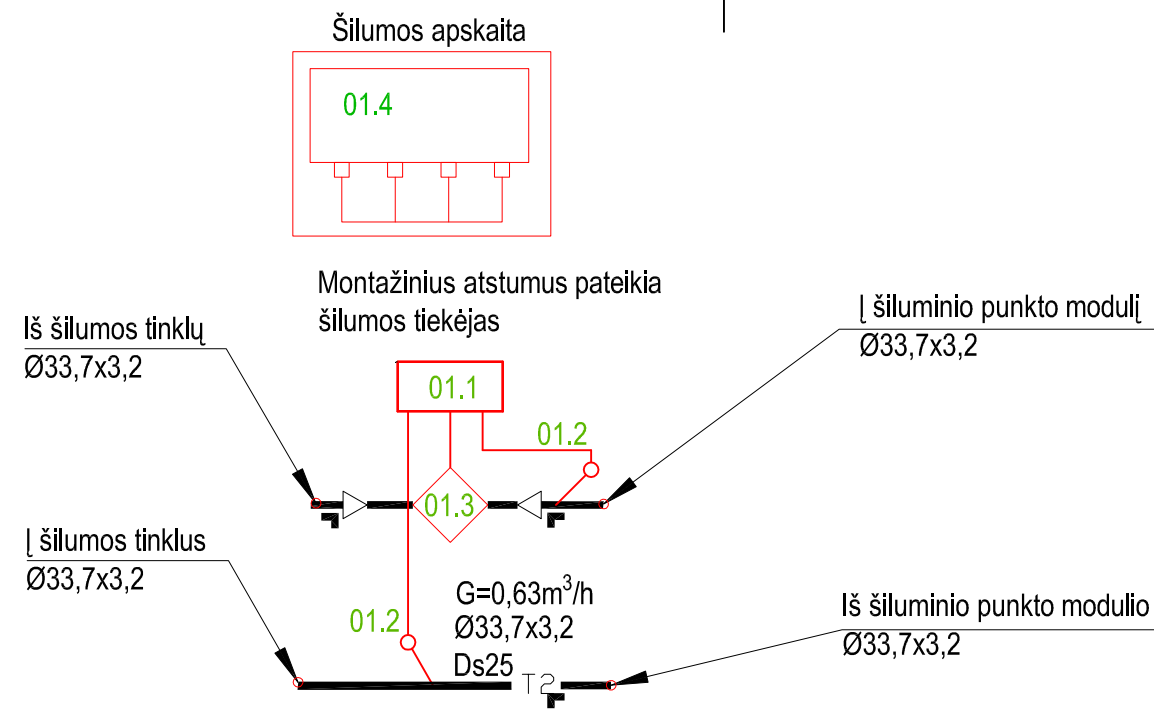 Šilumos apskaita
01.4
Montažinius atstumus pateikia
šilumos tiekėjas
Iš šilumos tinklų
Ø33,7x3,2
Į šiluminio punkto modulį
Ø33,7x3,2
01.1
01.2
01.3
Į šilumos tinklus
Ø33,7x3,2
01.2
G=0,63m³/h
Ø33,7x3,2
Ds25
T2
Iš šiluminio punkto modulio
Ø33,7x3,2